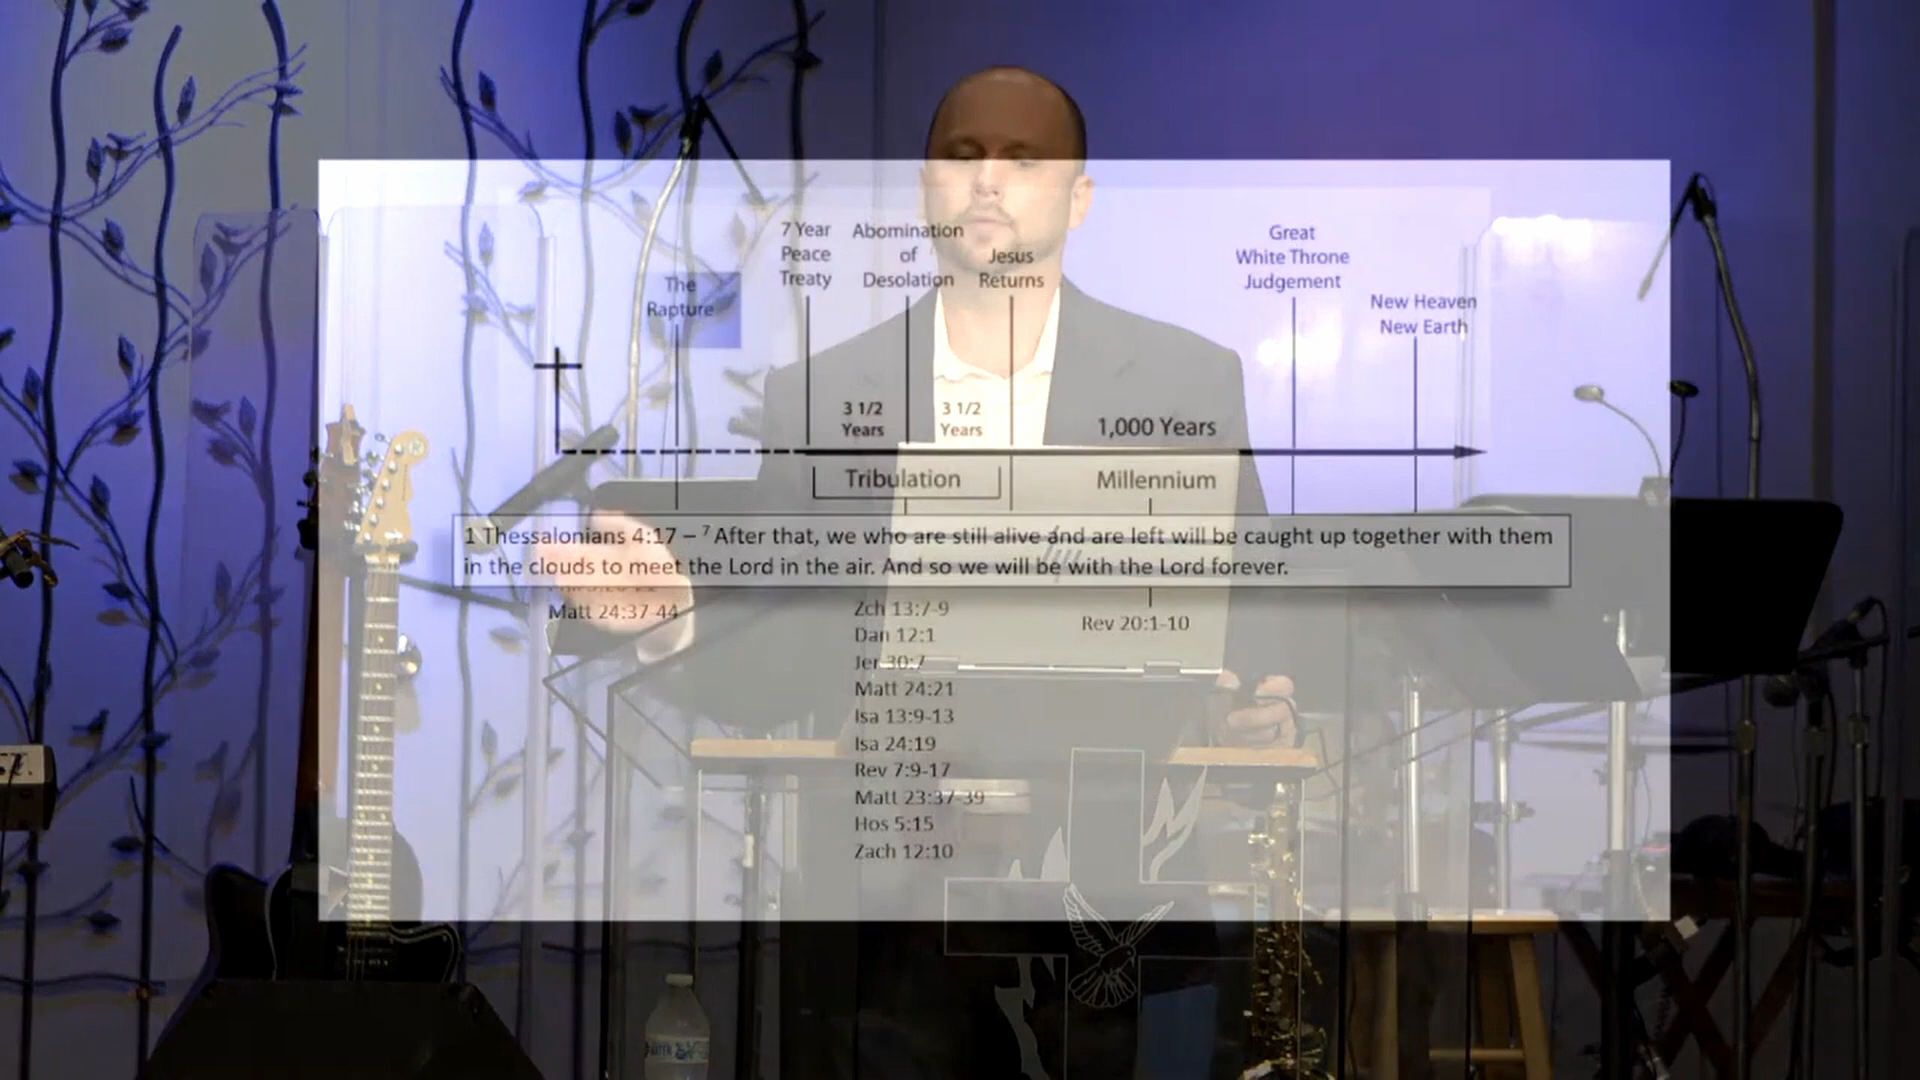 7 Year
Peace
Treaty
Abomination
of
Desolation
Jesus
Returns
Great
White Throne
Judgement
The
Rapture
New Heaven
New Earth
3 1/2
Years
3 1/2
Years
1,000 Years
Tribulation
Millennium
1 Thessalonians 4:17 – ⁷ After that, we who are still alive and are left will be caught up together with them
in the clouds to meet the Lord in the air. And so we will be with the Lord forever.
Matt 24:37-44
Zch 13:7-9
Dan 12:1
Jer 30:7
Matt 24:21
Isa 13:9-13
Isa 24:19
Rev 7:9-17
Matt 23:37-39
Hos 5:15
Zach 12:10
Rev 20:1-10